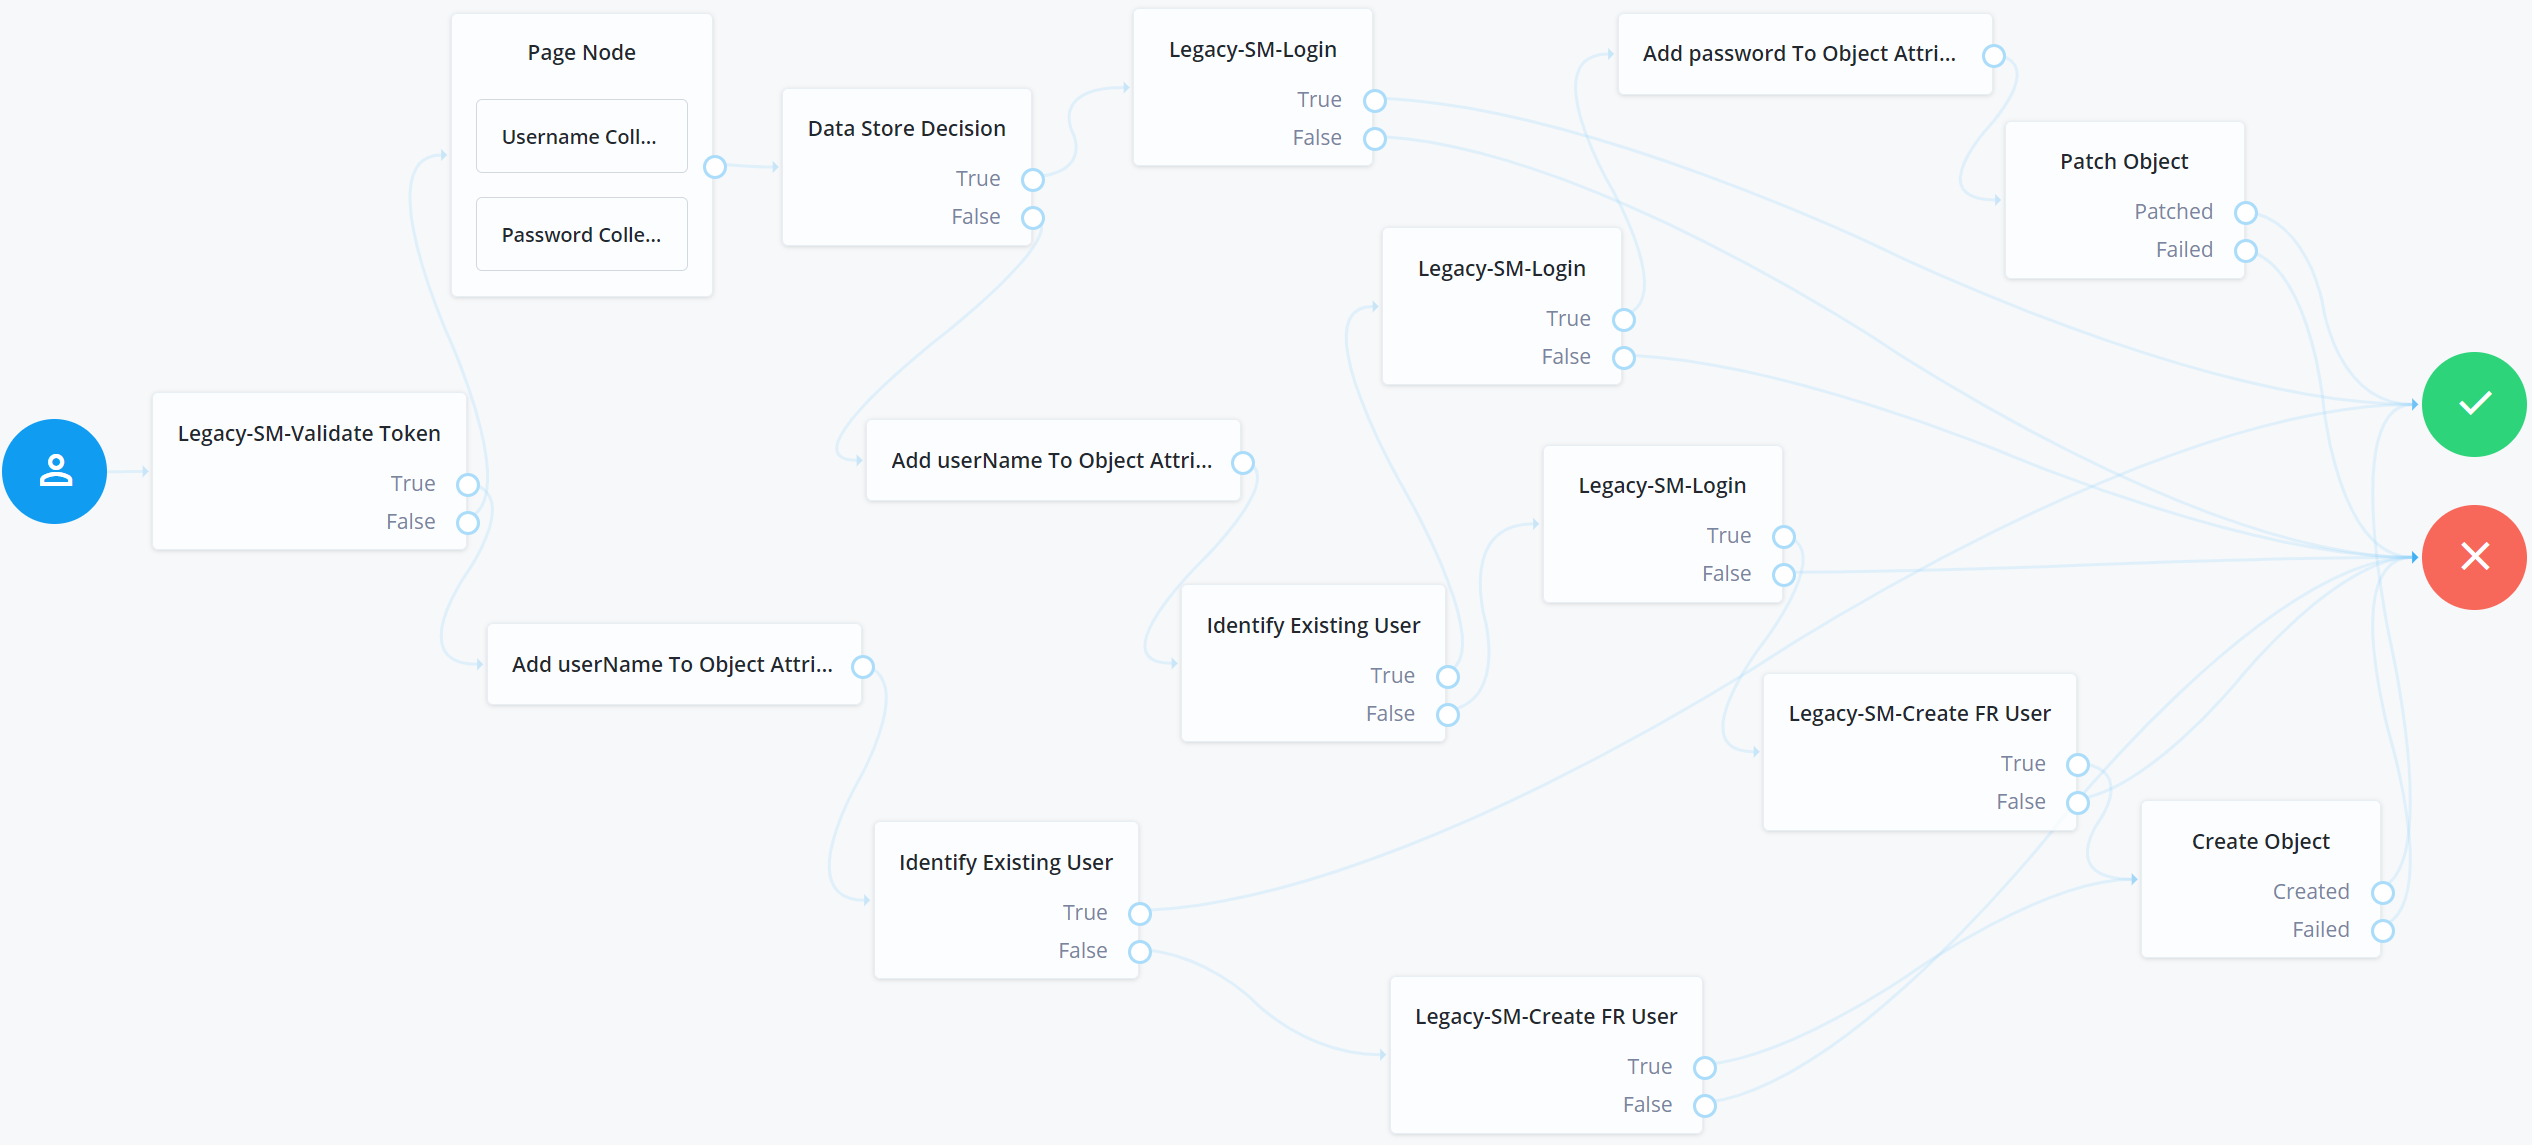 Page Node
Username Coll...
Password Colle...
Data Store Decision
True
False
Legacy-SM-Login
True
False
Add password To Object Attri...
Patch Object
Patched
Failed
Legacy-SM-Login
True
False
Legacy-SM-Validate Token
True
False
Add userName To Object Attri...
Legacy-SM-Login
True
False
Identify Existing User
True
False
Add userName To Object Attri...
Legacy-SM-Create FR User
True
False
Identify Existing User
True
False
Create Object
Created
Failed
Legacy-SM-Create FR User
True
False